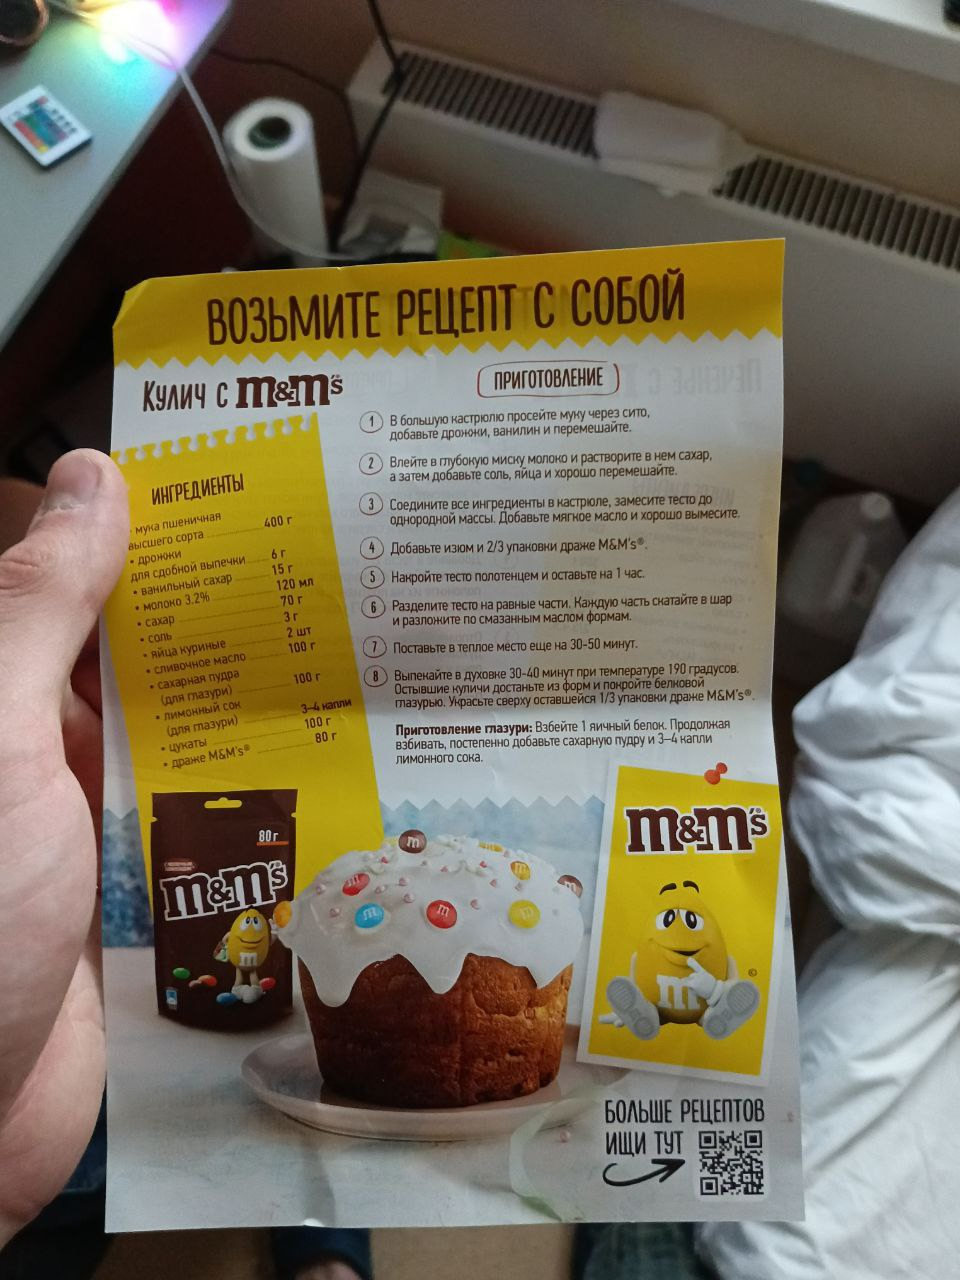 ВОЗЬМИТЕ РЕЦЕПТ С СОБОЙ
Кулич с m&m's®
ИНГРЕДИЕНТЫ
• мука пшеничная
высшего сорта 400 г
• дрожжи
для сдобной выпечки 6 г
• ванильный сахар 15 г
• молоко 3.2% 120 мл
• сахар 70 г
• соль 3 г
• яйца куриные 2 шт
• сливочное масло 100 г
• сахарная пудра
(для глазури) 100 г
• лимонный сок
(для глазури) 3–4 капли
• цукаты 100 г
• драже M&M's® 80 г
ПРИГОТОВЛЕНИЕ
1 В большую кастрюлю просейте муку через сито,
добавьте дрожжи, ванилин и перемешайте.
2 Влейте в глубокую миску молоко и растворите в нем сахар,
а затем добавьте соль, яйца и хорошо перемешайте.
3 Соедините все ингредиенты в кастрюле, замесите тесто до
однородной массы. Добавьте мягкое масло и хорошо вымесите.
4 Добавьте изюм и 2/3 упаковки драже M&M's®.
5 Накройте тесто полотенцем и оставьте на 1 час.
6 Разделите тесто на равные части. Каждую часть скатайте в шар
и разложите по смазанным маслом формам.
7 Поставьте в теплое место еще на 30-50 минут.
8 Выпекайте в духовке 30-40 минут при температуре 190 градусов.
Остывшие куличи достаньте из форм и покройте белковой
глазурью. Украсьте сверху оставшейся 1/3 упаковки драже M&M's®.
Приготовление глазури: Взбейте 1 яичный белок. Продолжая
взбивать, постепенно добавьте сахарную пудру и 3–4 капли
лимонного сока.
80 г
m&m's
m
m
m
m
m
m&m's®
m
©
БОЛЬШЕ РЕЦЕПТОВ
ИЩИ ТУТ